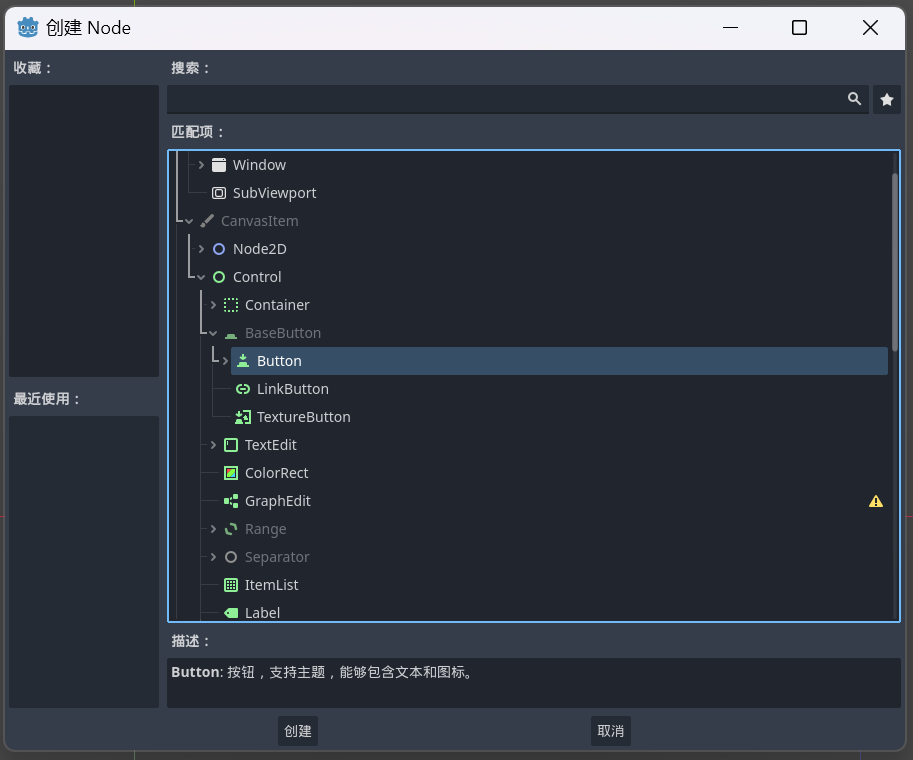 创建 Node
收藏：
搜索：
匹配项：
Window
SubViewport
CanvasItem
Node2D
Control
Container
BaseButton
Button
LinkButton
TextureButton
TextEdit
ColorRect
GraphEdit
Range
Separator
ItemList
Label
最近使用：
描述：
Button: 按钮，支持主题，能够包含文本和图标。
创建
取消